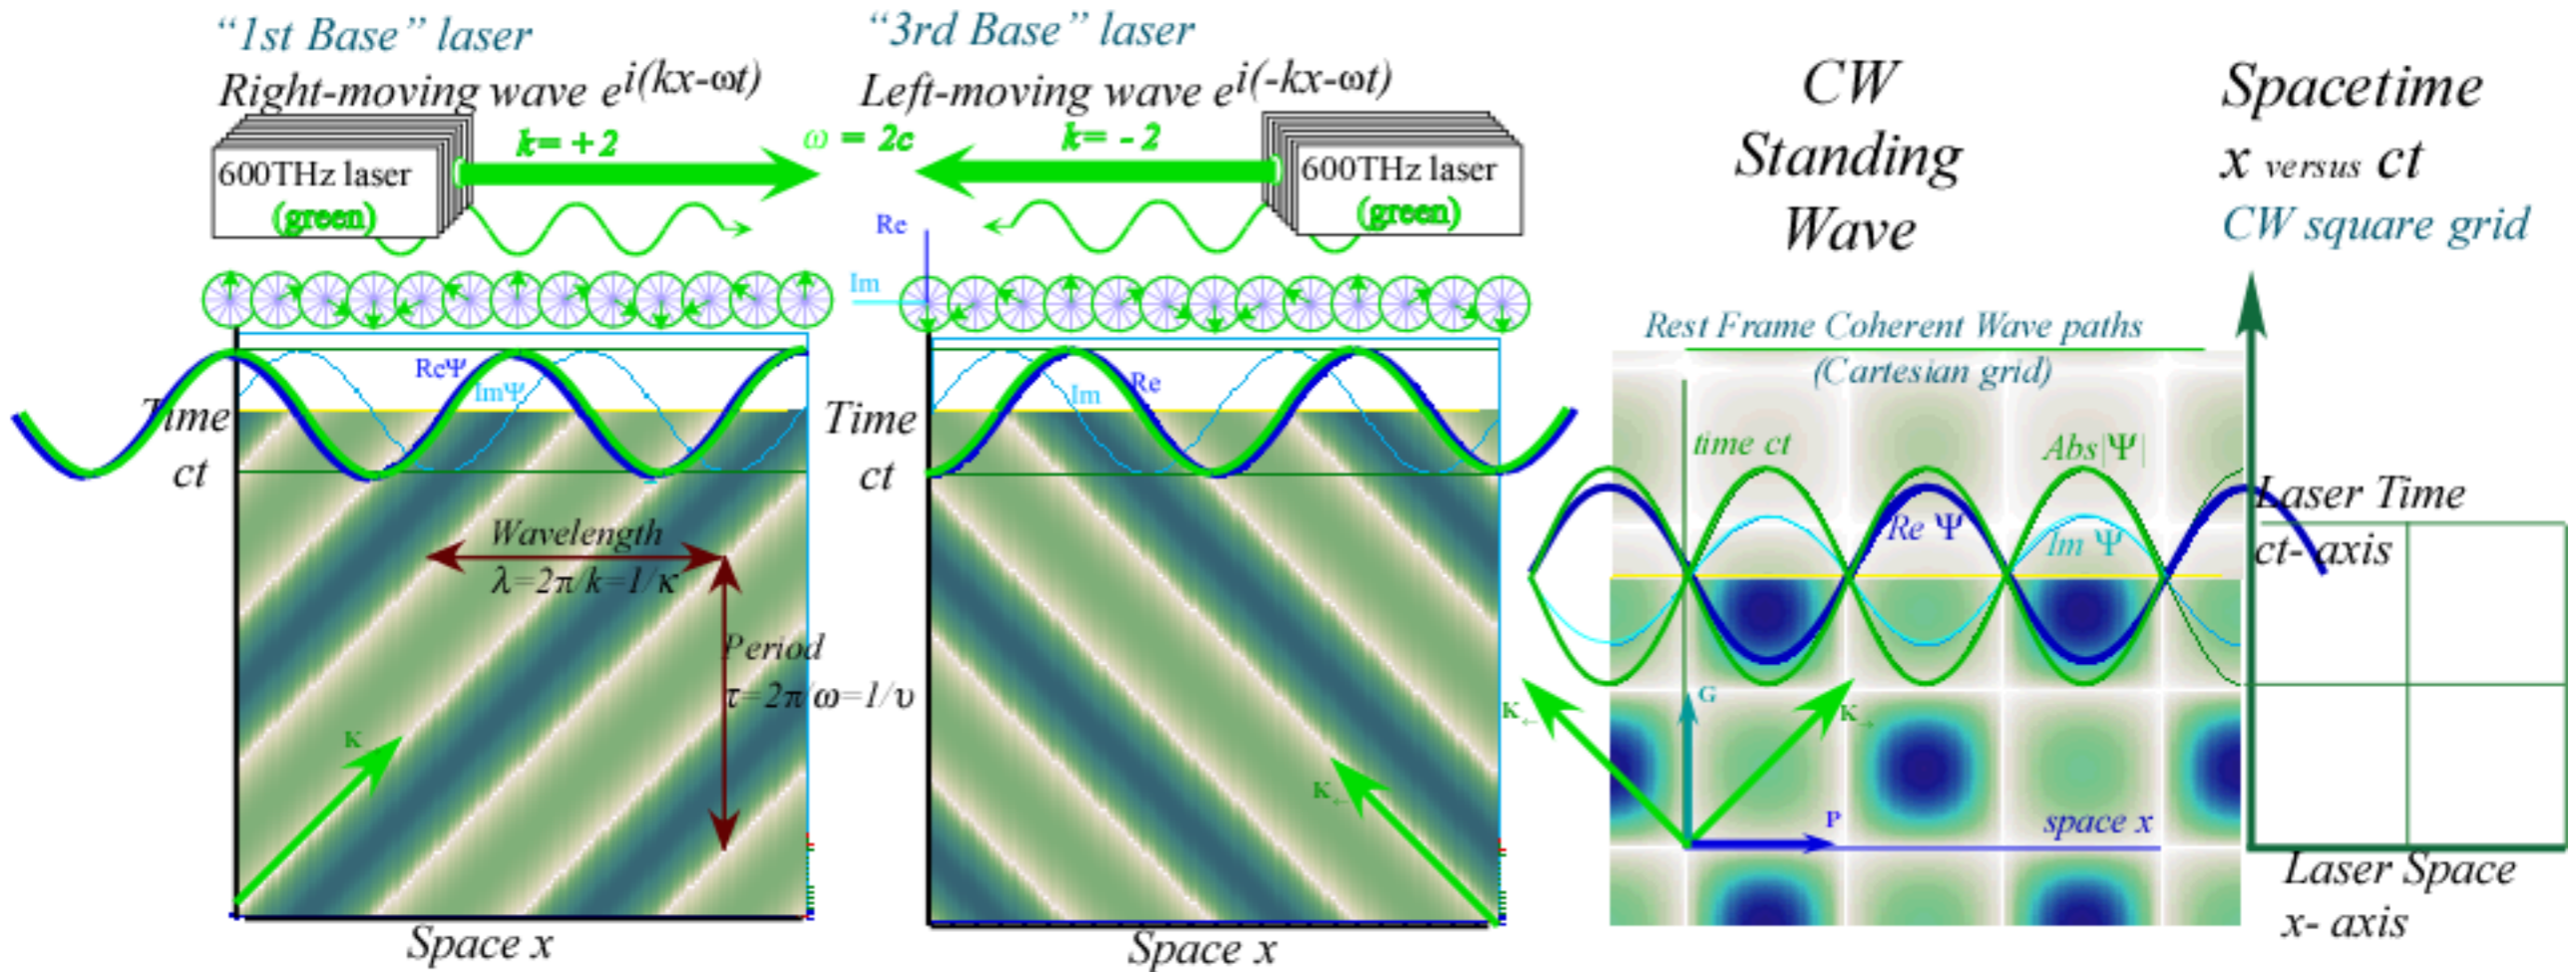 “1st Base” laser
Right-moving wave e^i(kx-ωt)
k= +2
600THz laser
(green)
ω = 2c
“3rd Base” laser
Left-moving wave e^i(-kx-ωt)
k= - 2
600THz laser
(green)
Re
Im
CW
Standing
Wave
Spacetime
x versus ct
CW square grid
ReΨ
ImΨ
Time
ct
Wavelength
λ=2π/k=1/κ
Period
τ=2π/ω=1/υ
K→
Space x
Re
Im
Time
ct
K←
Space x
Rest Frame Coherent Wave paths
(Cartesian grid)
time ct
Abs|Ψ|
Re Ψ
Im Ψ
K←
G
K→
P
space x
Laser Time
ct- axis
Laser Space
x- axis